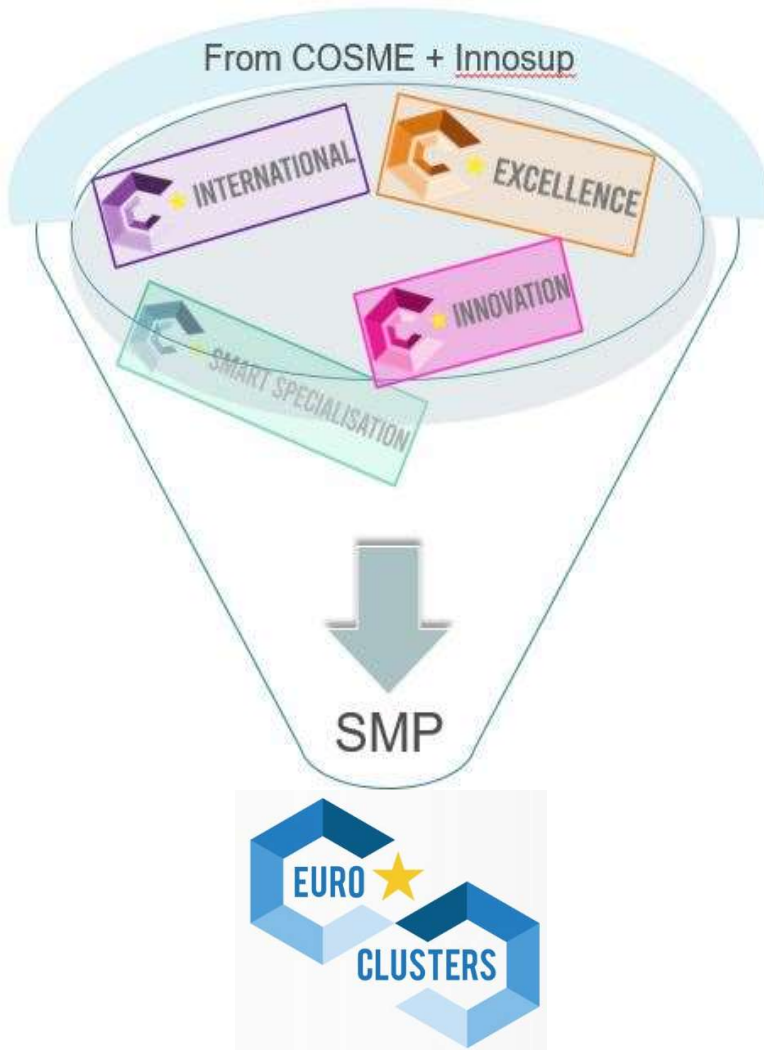 From COSME + Innosup
INTERNATIONAL
EXCELLENCE
INNOVATION
SMART SPECIALISATION
SMP
EURO
CLUSTERS